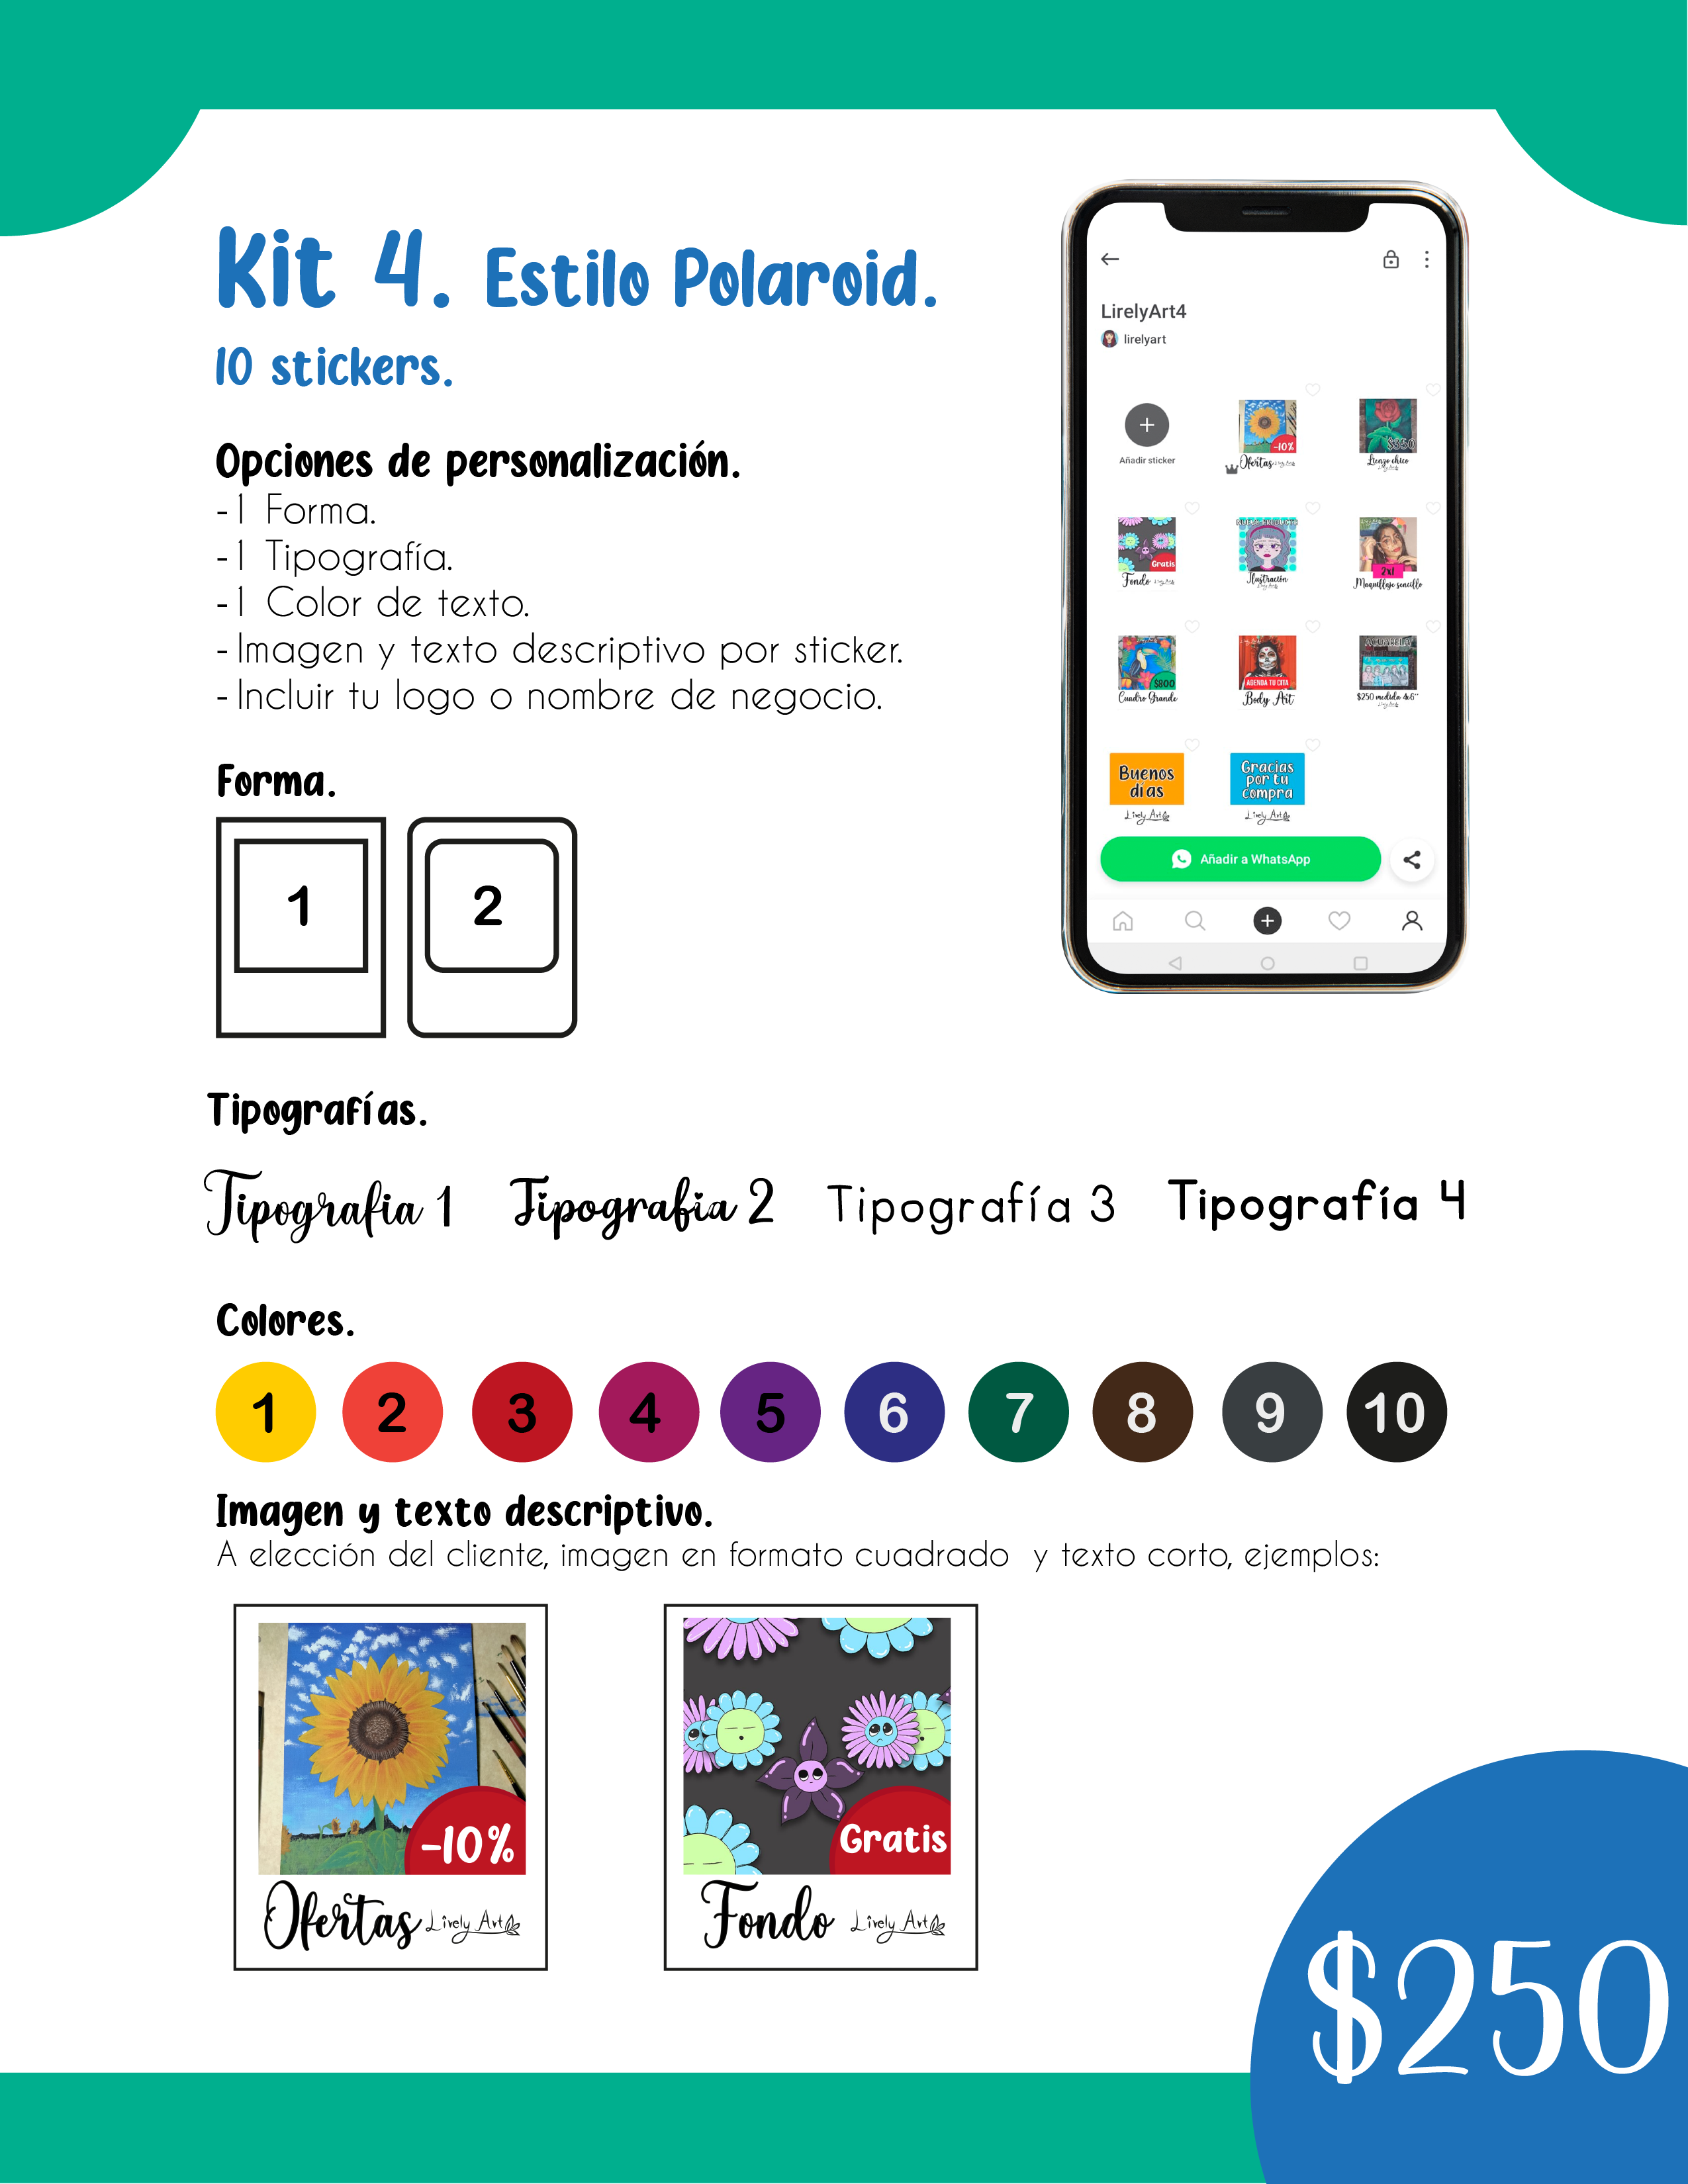 Kit 4. Estilo Polaroid.
10 stickers.
Opciones de personalización.
-1 Forma.
-1 Tipografía.
-1 Color de texto.
-Imagen y texto descriptivo por sticker.
-Incluir tu logo o nombre de negocio.
LirelyArt4
lirelyart
Añadir sticker
-10%
Ofertas
$350
Lienzo chico
Gratis
Fondo
Ilustración
2x1
Maquillaje sencillo
$800
Cuadro Grande
AGENDA TU CITA
Body Art
ACUARELA
$250 medida 4x6"
Buenos
días
Lirely Art
Gracias
por tu
compra
Lirely Art
Añadir a WhatsApp
Forma.
1
2
Tipografías.
Tipografia 1
Tipografia 2
Tipografía 3
Tipografía 4
Colores.
1 2 3 4 5 6 7 8 9 10
Imagen y texto descriptivo.
A elección del cliente, imagen en formato cuadrado y texto corto, ejemplos:
-10%
Ofertas Lirely Art
Gratis
Fondo Lirely Art
$250